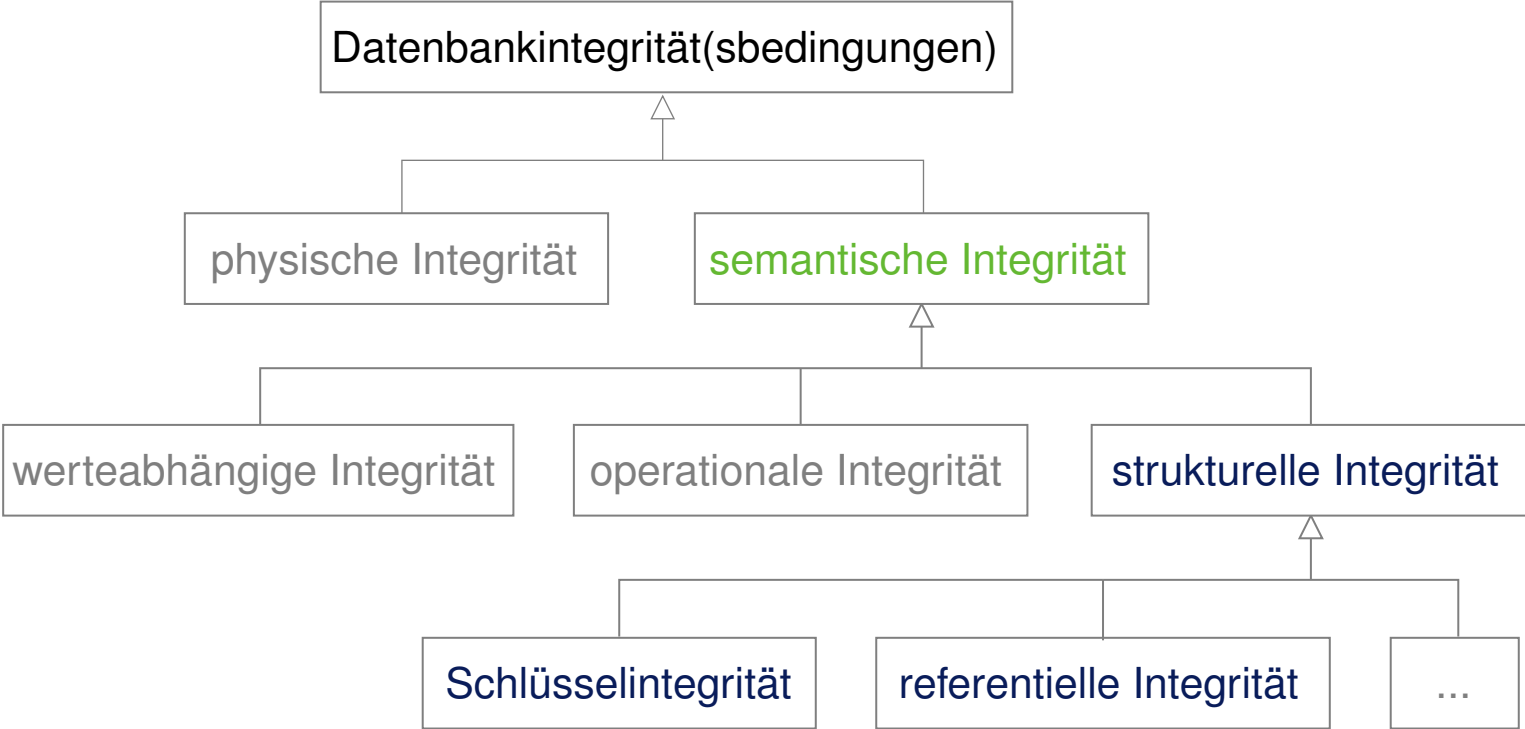 Datenbankintegrität(sbedingungen)
physische Integrität
semantische Integrität
werteabhängige Integrität
operationale Integrität
strukturelle Integrität
Schlüsselintegrität
referentielle Integrität
...